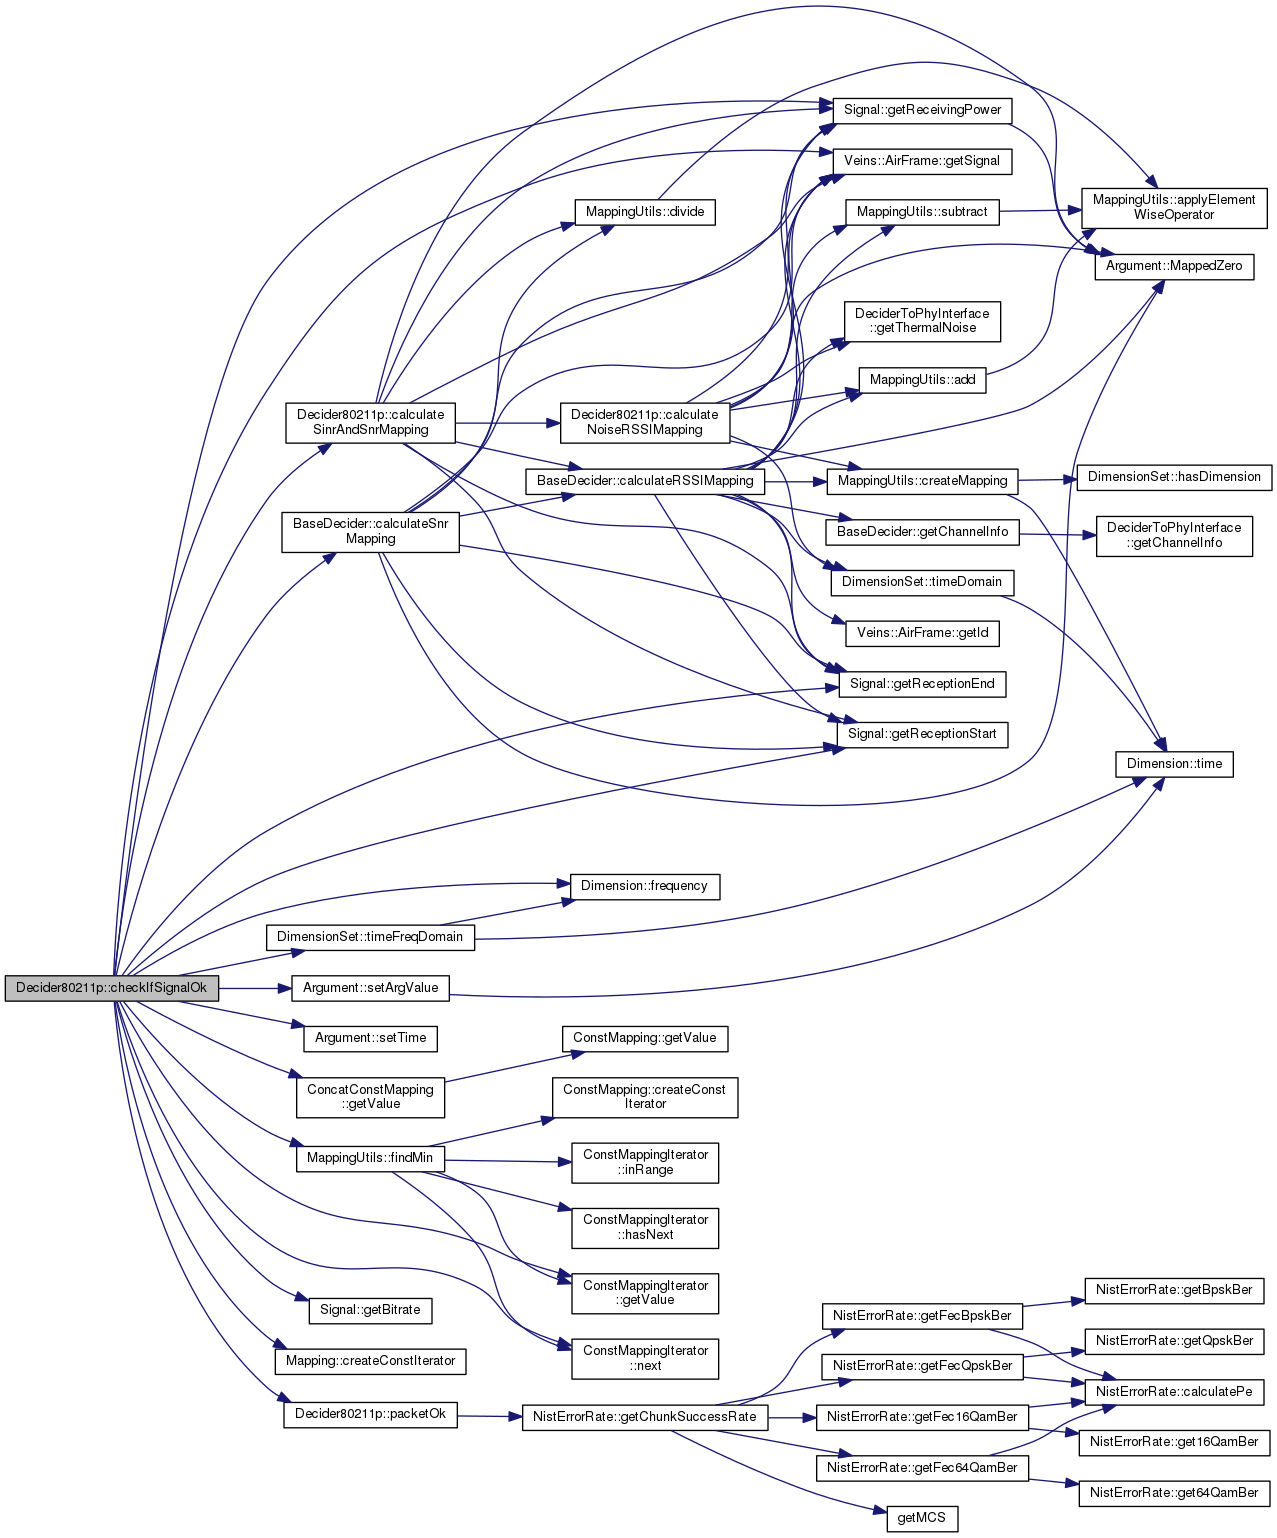 Signal::getReceivingPower
Veins::AirFrame::getSignal
MappingUtils::applyElement
WiseOperator
MappingUtils::divide
MappingUtils::subtract
Argument::MappedZero
DeciderToPhyInterface
::getThermalNoise
MappingUtils::add
Decider80211p::calculate
SinrAndSnrMapping
Decider80211p::calculate
NoiseRSSIMapping
BaseDecider::calculateRSSIMapping
MappingUtils::createMapping
DimensionSet::hasDimension
BaseDecider::calculateSnr
Mapping
BaseDecider::getChannelInfo
DeciderToPhyInterface
::getChannelInfo
DimensionSet::timeDomain
Veins::AirFrame::getId
Signal::getReceptionEnd
Signal::getReceptionStart
Dimension::time
Dimension::frequency
DimensionSet::timeFreqDomain
Decider80211p::checkIfSignalOk
Argument::setArgValue
Argument::setTime
ConstMapping::getValue
ConcatConstMapping
::getValue
ConstMapping::createConst
Iterator
MappingUtils::findMin
ConstMappingIterator
::inRange
ConstMappingIterator
::hasNext
ConstMappingIterator
::getValue
Signal::getBitrate
ConstMappingIterator
::next
Mapping::createConstIterator
Decider80211p::packetOk
NistErrorRate::getChunkSuccessRate
NistErrorRate::getFecBpskBer
NistErrorRate::getBpskBer
NistErrorRate::getFecQpskBer
NistErrorRate::getQpskBer
NistErrorRate::calculatePe
NistErrorRate::getFec16QamBer
NistErrorRate::get16QamBer
NistErrorRate::getFec64QamBer
NistErrorRate::get64QamBer
getMCS